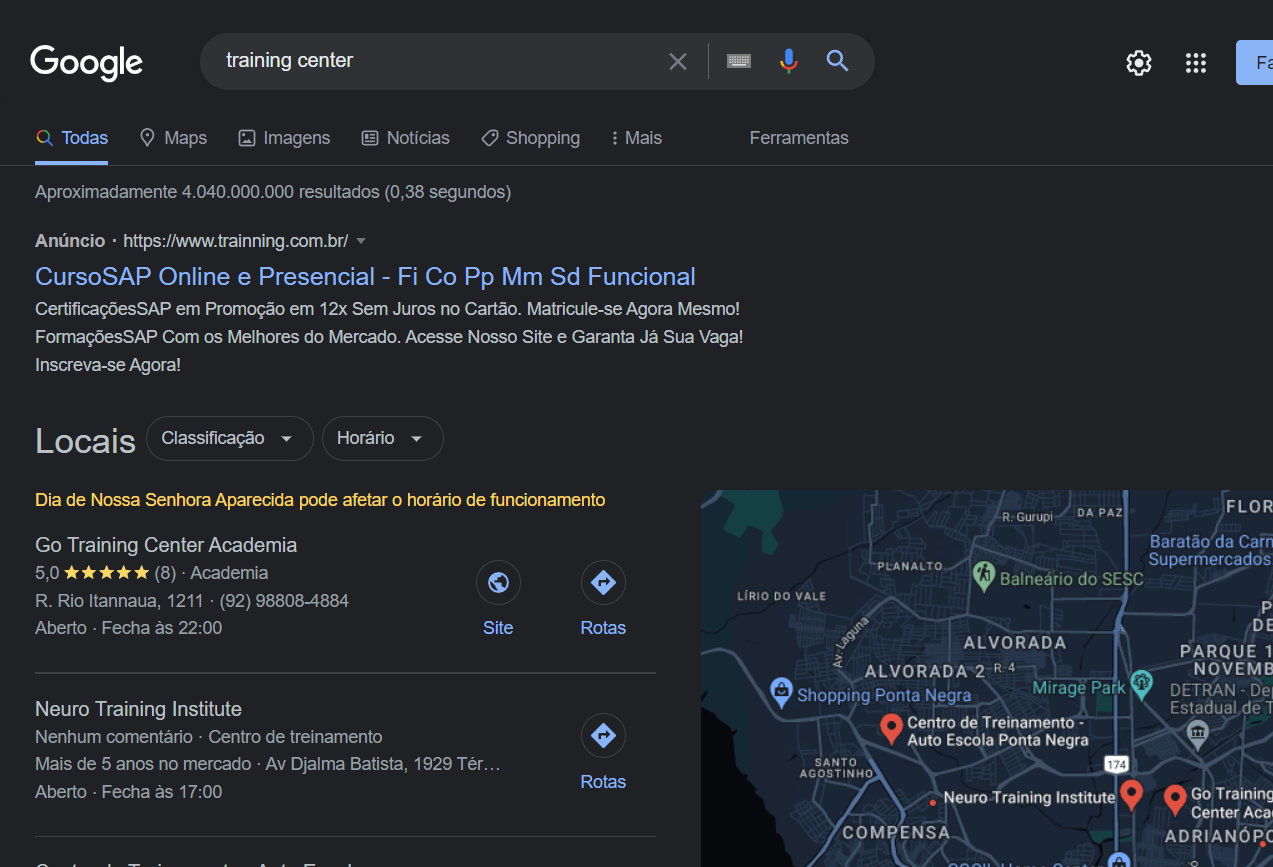 Google
training center
Todas
Maps
Imagens
Notícias
Shopping
Mais
Ferramentas
Aproximadamente 4.040.000.000 resultados (0,38 segundos)
Anúncio · https://www.trainning.com.br/
CursoSAP Online e Presencial - Fi Co Pp Mm Sd Funcional
CertificaçõesSAP em Promoção em 12x Sem Juros no Cartão. Matricule-se Agora Mesmo!
FormaçõesSAP Com os Melhores do Mercado. Acesse Nosso Site e Garanta Já Sua Vaga!
Inscreva-se Agora!
Locais
Classificação
Horário
Dia de Nossa Senhora Aparecida pode afetar o horário de funcionamento
Go Training Center Academia
5,0 ★★★★★ (8) · Academia
R. Rio Itannaua, 1211 · (92) 98808-4884
Aberto · Fecha às 22:00
Site
Rotas
Neuro Training Institute
Nenhum comentário · Centro de treinamento
Mais de 5 anos no mercado · Av Djalma Batista, 1929 Tér…
Aberto · Fecha às 17:00
Rotas
R. Gurupi
DA PAZ
FLOR
Baratão da Carn
Supermercados
PLANALTO
Balneário do SESC
LÍRIO DO VALE
Av. Laguna
ALVORADA
ALVORADA 2
R. 4
PARQUE 1
NOVEMB
Mirage Park
DETRAN - De
Estadual de T
Shopping Ponta Negra
Centro de Treinamento -
Auto Escola Ponta Negra
SANTO
AGOSTINHO
174
Neuro Training Institute
Go Training
Center Aca
COMPENSA
ADRIANÓPO